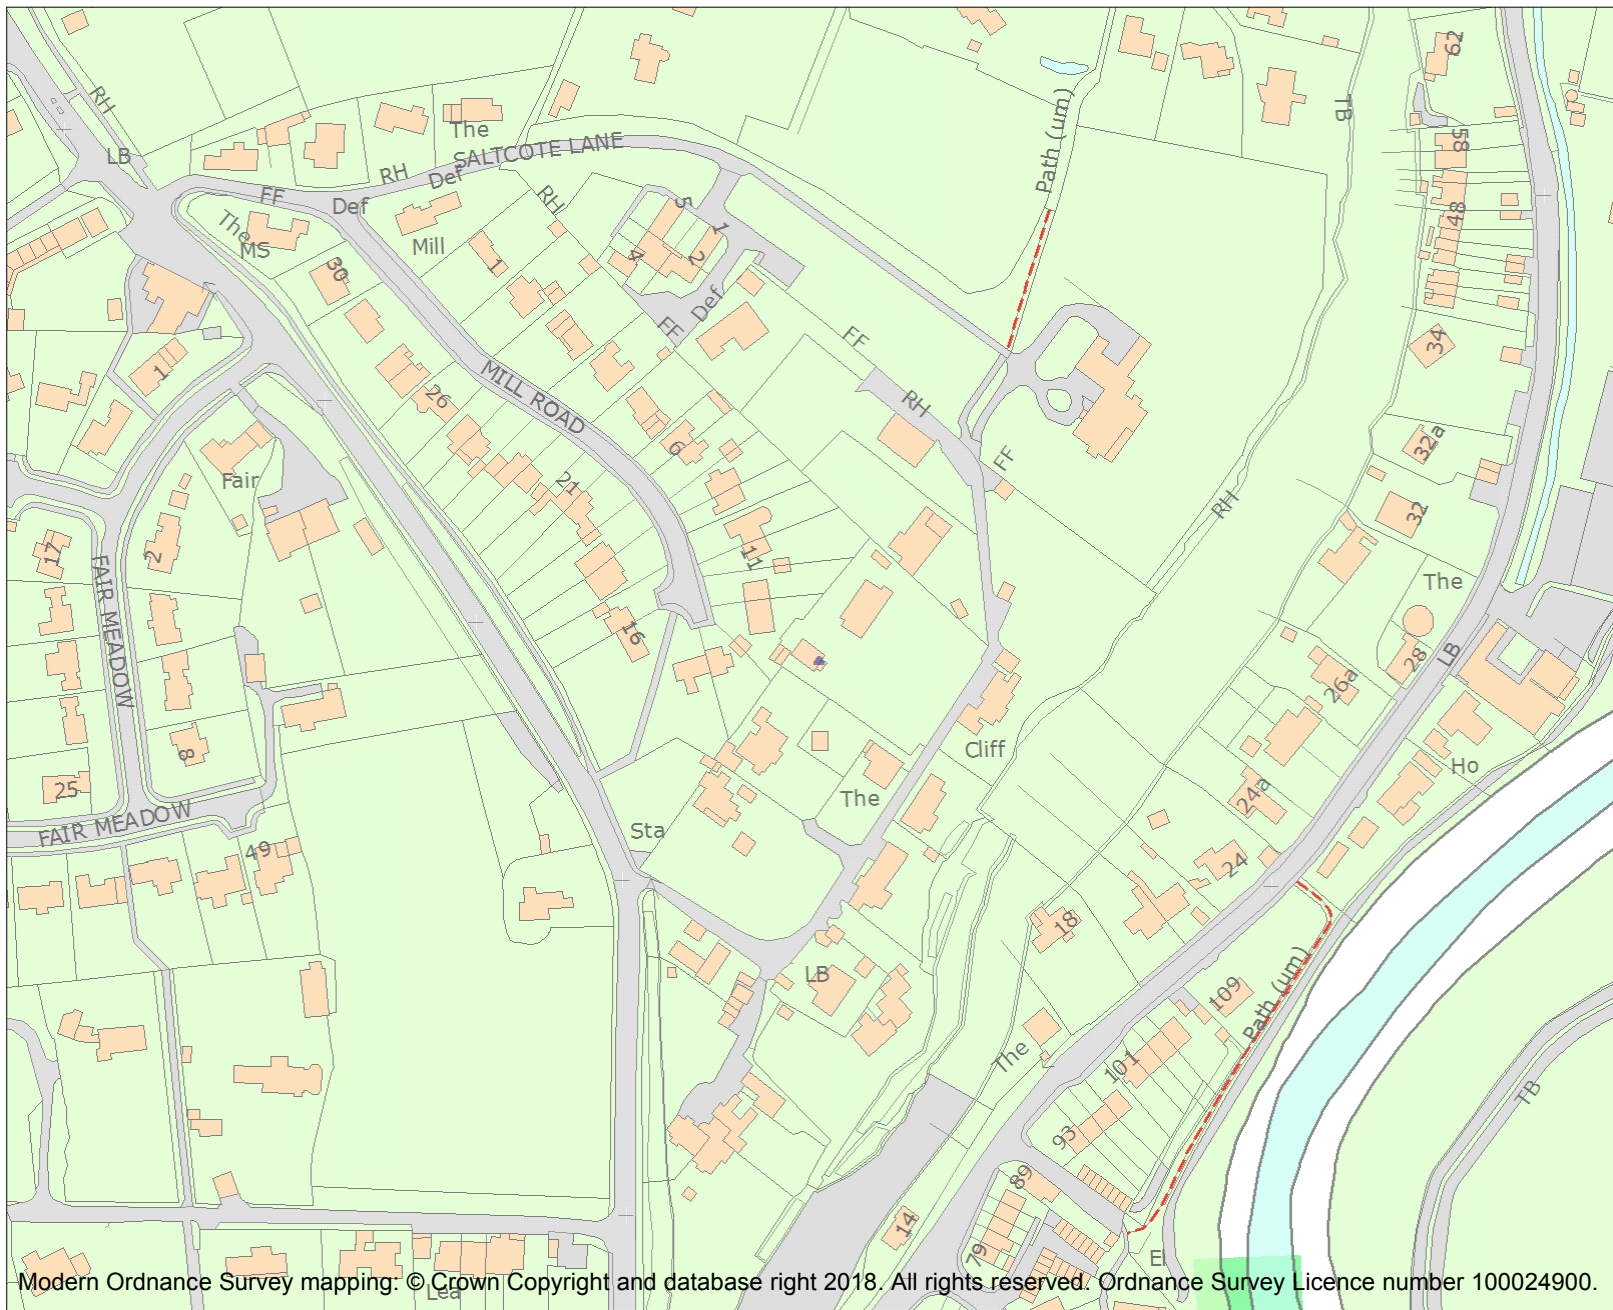 62
RH
TB
Path (um)
The
SALTCOTE LANE
58
LB
RH
Def
FF
Def
RH
5
48
The
MS
Mill
1
1
4
2
30
Def
FF
FF
34
1
MILL ROAD
26
RH
6
32a
FF
Fair
21
RH
32
17
2
11
The
FAIR MEADOW
16
28
LB
26a
8
Cliff
Ho
25
The
24a
FAIR MEADOW
Sta
49
24
18
LB
109
Path (um)
The
101
TB
93
89
14
79
El
Lea
Modern Ordnance Survey mapping: © Crown Copyright and database right 2018. All rights reserved. Ordnance Survey Licence number 100024900.